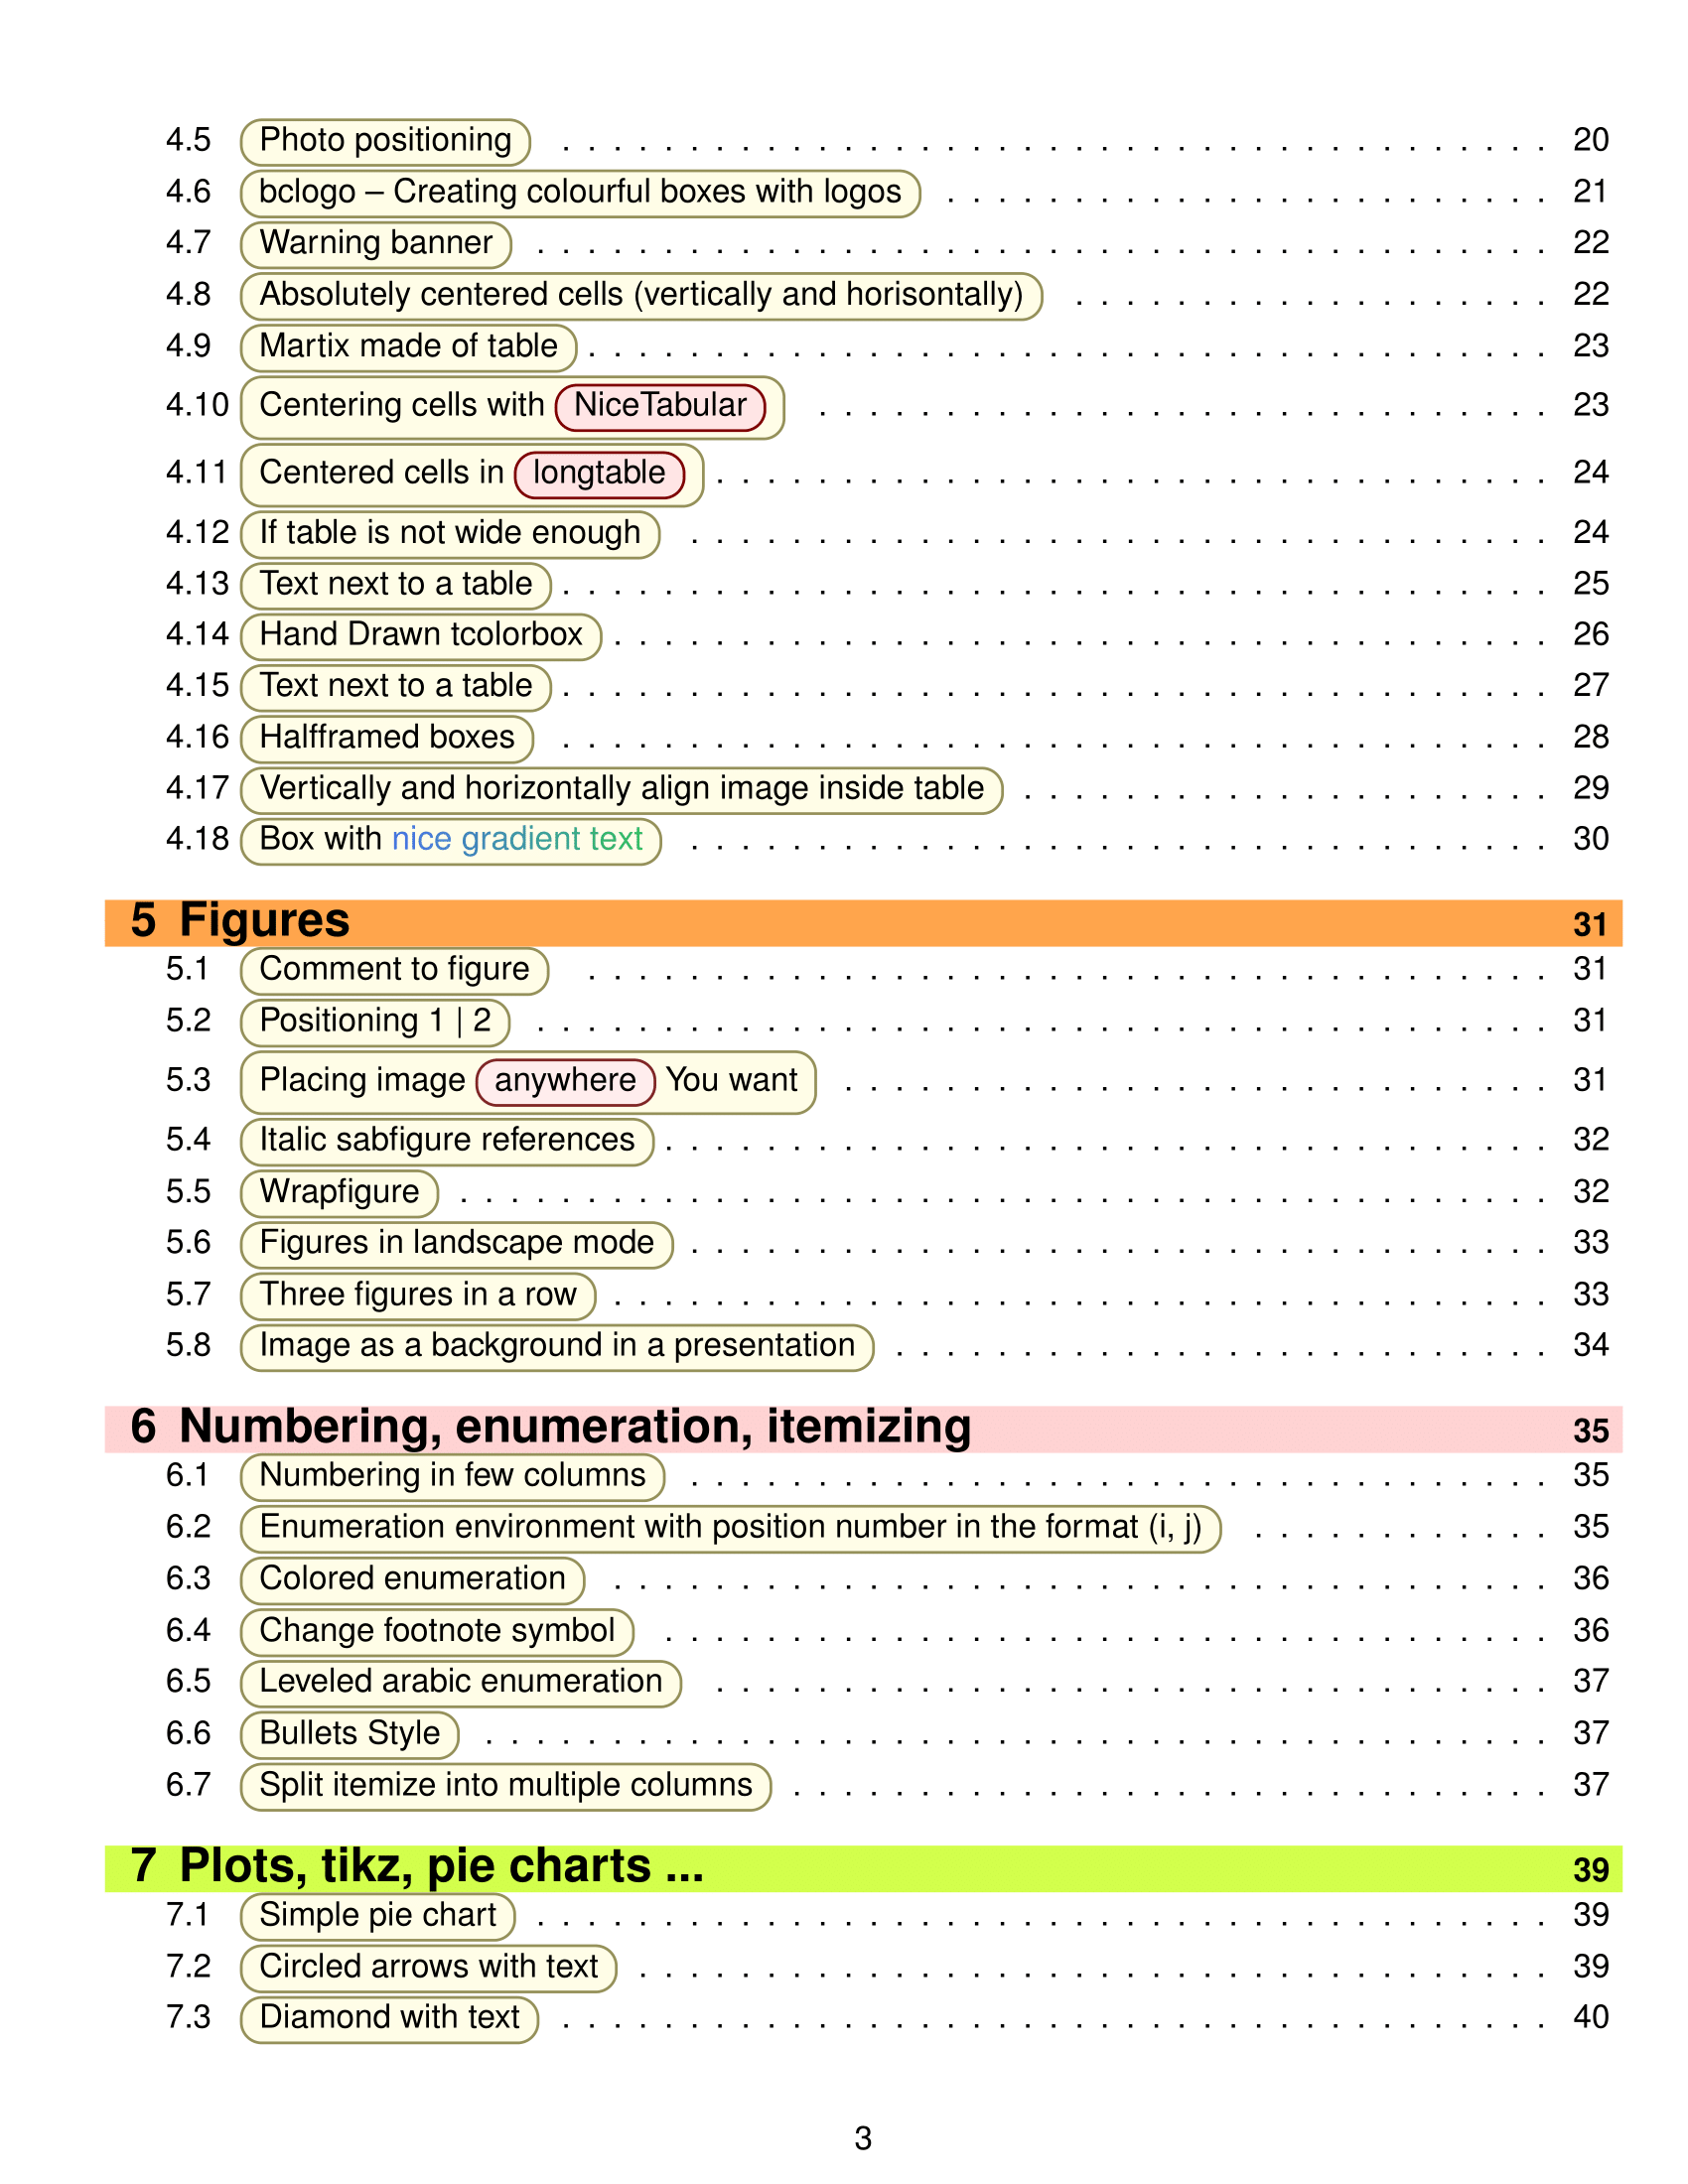 4.5 Photo positioning . . . . . . . . . . . . . . . . . . . . . . . . . . . . . . . . . . . . . . . 20
4.6 bclogo – Creating colourful boxes with logos . . . . . . . . . . . . . . . . . . . . . . . . 21
4.7 Warning banner . . . . . . . . . . . . . . . . . . . . . . . . . . . . . . . . . . . . . . . . 22
4.8 Absolutely centered cells (vertically and horisontally) . . . . . . . . . . . . . . . . . . . 22
4.9 Martix made of table . . . . . . . . . . . . . . . . . . . . . . . . . . . . . . . . . . . . . . 23
4.10 Centering cells with NiceTabular . . . . . . . . . . . . . . . . . . . . . . . . . . . . . 23
4.11 Centered cells in longtable . . . . . . . . . . . . . . . . . . . . . . . . . . . . . . . . . 24
4.12 If table is not wide enough . . . . . . . . . . . . . . . . . . . . . . . . . . . . . . . . . . 24
4.13 Text next to a table . . . . . . . . . . . . . . . . . . . . . . . . . . . . . . . . . . . . . . . 25
4.14 Hand Drawn tcolorbox . . . . . . . . . . . . . . . . . . . . . . . . . . . . . . . . . . . . . 26
4.15 Text next to a table . . . . . . . . . . . . . . . . . . . . . . . . . . . . . . . . . . . . . . . 27
4.16 Halfframed boxes . . . . . . . . . . . . . . . . . . . . . . . . . . . . . . . . . . . . . . . 28
4.17 Vertically and horizontally align image inside table . . . . . . . . . . . . . . . . . . . . . 29
4.18 Box with nice gradient text . . . . . . . . . . . . . . . . . . . . . . . . . . . . . . . . . . 30
5 Figures 31
5.1 Comment to figure . . . . . . . . . . . . . . . . . . . . . . . . . . . . . . . . . . . . . . 31
5.2 Positioning 1 | 2 . . . . . . . . . . . . . . . . . . . . . . . . . . . . . . . . . . . . . . . . 31
5.3 Placing image anywhere You want . . . . . . . . . . . . . . . . . . . . . . . . . . . . 31
5.4 Italic sabfigure references . . . . . . . . . . . . . . . . . . . . . . . . . . . . . . . . . . . 32
5.5 Wrapfigure . . . . . . . . . . . . . . . . . . . . . . . . . . . . . . . . . . . . . . . . . . . 32
5.6 Figures in landscape mode . . . . . . . . . . . . . . . . . . . . . . . . . . . . . . . . . . 33
5.7 Three figures in a row . . . . . . . . . . . . . . . . . . . . . . . . . . . . . . . . . . . . . 33
5.8 Image as a background in a presentation . . . . . . . . . . . . . . . . . . . . . . . . . . 34
6 Numbering, enumeration, itemizing 35
6.1 Numbering in few columns . . . . . . . . . . . . . . . . . . . . . . . . . . . . . . . . . . 35
6.2 Enumeration environment with position number in the format (i, j) . . . . . . . . . . . . 35
6.3 Colored enumeration . . . . . . . . . . . . . . . . . . . . . . . . . . . . . . . . . . . . . 36
6.4 Change footnote symbol . . . . . . . . . . . . . . . . . . . . . . . . . . . . . . . . . . . 36
6.5 Leveled arabic enumeration . . . . . . . . . . . . . . . . . . . . . . . . . . . . . . . . . 37
6.6 Bullets Style . . . . . . . . . . . . . . . . . . . . . . . . . . . . . . . . . . . . . . . . . . 37
6.7 Split itemize into multiple columns . . . . . . . . . . . . . . . . . . . . . . . . . . . . . . 37
7 Plots, tikz, pie charts ... 39
7.1 Simple pie chart . . . . . . . . . . . . . . . . . . . . . . . . . . . . . . . . . . . . . . . . 39
7.2 Circled arrows with text . . . . . . . . . . . . . . . . . . . . . . . . . . . . . . . . . . . . 39
7.3 Diamond with text . . . . . . . . . . . . . . . . . . . . . . . . . . . . . . . . . . . . . . . 40
3